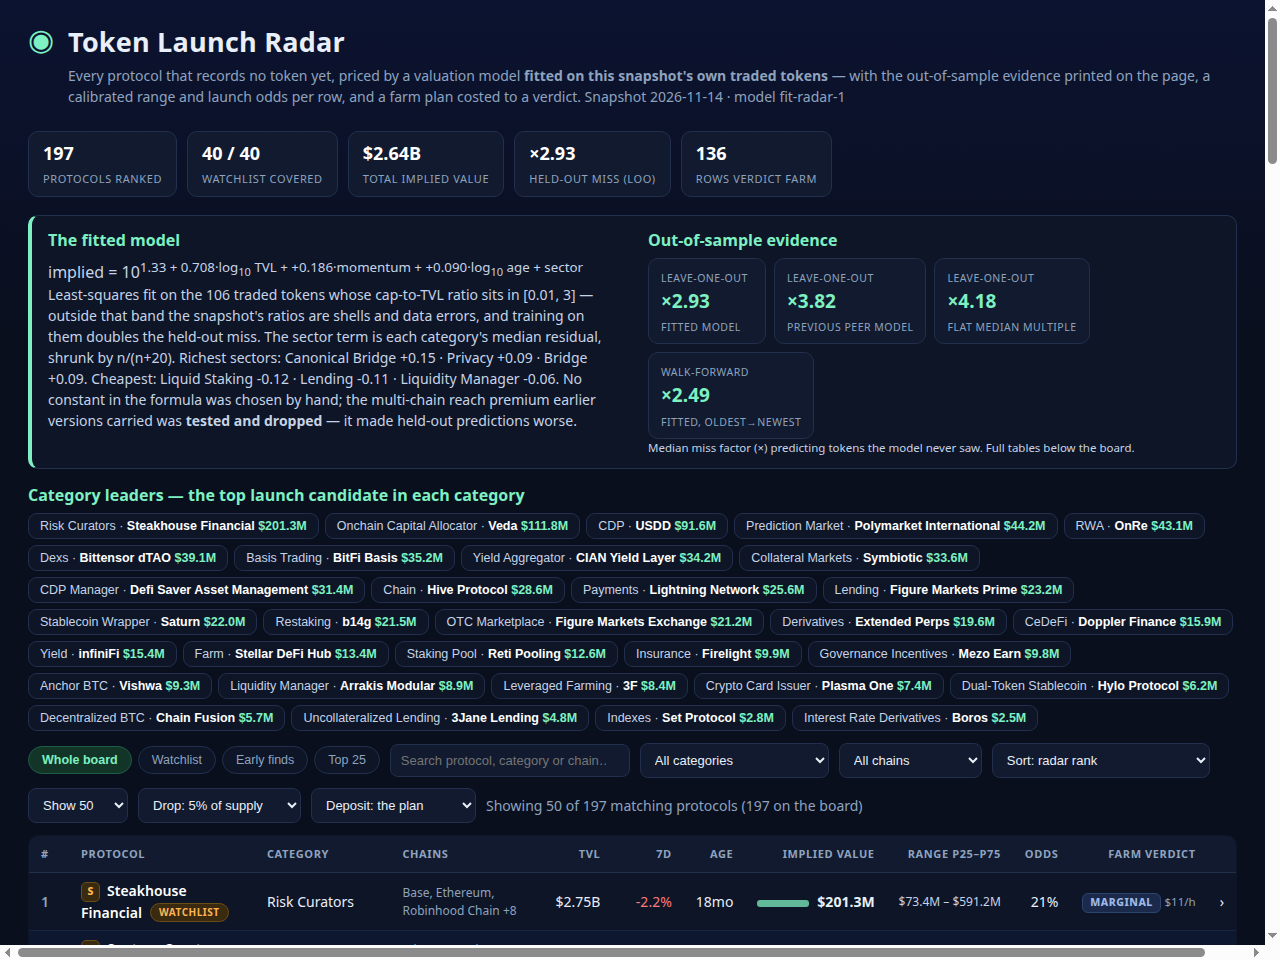 Token Launch Radar
Every protocol that records no token yet, priced by a valuation model fitted on this snapshot's own traded tokens — with the out-of-sample evidence printed on the page, a
calibrated range and launch odds per row, and a farm plan costed to a verdict. Snapshot 2026-11-14 · model fit-radar-1
197
PROTOCOLS RANKED
40 / 40
WATCHLIST COVERED
$2.64B
TOTAL IMPLIED VALUE
×2.93
HELD-OUT MISS (LOO)
136
ROWS VERDICT FARM
The fitted model
implied = 10^1.33 + 0.708·log10 TVL + +0.186·momentum + +0.090·log10 age + sector
Least-squares fit on the 106 traded tokens whose cap-to-TVL ratio sits in [0.01, 3] —
outside that band the snapshot's ratios are shells and data errors, and training on
them doubles the held-out miss. The sector term is each category's median residual,
shrunk by n/(n+20). Richest sectors: Canonical Bridge +0.15 · Privacy +0.09 · Bridge
+0.09. Cheapest: Liquid Staking -0.12 · Lending -0.11 · Liquidity Manager -0.06. No
constant in the formula was chosen by hand; the multi-chain reach premium earlier
versions carried was tested and dropped — it made held-out predictions worse.
Out-of-sample evidence
LEAVE-ONE-OUT
×2.93
FITTED MODEL
LEAVE-ONE-OUT
×3.82
PREVIOUS PEER MODEL
LEAVE-ONE-OUT
×4.18
FLAT MEDIAN MULTIPLE
WALK-FORWARD
×2.49
FITTED, OLDEST→NEWEST
Median miss factor (×) predicting tokens the model never saw. Full tables below the board.
Category leaders — the top launch candidate in each category
Risk Curators · Steakhouse Financial $201.3M
Onchain Capital Allocator · Veda $111.8M
CDP · USDD $91.6M
Prediction Market · Polymarket International $44.2M
RWA · OnRe $43.1M
Dexs · Bittensor dTAO $39.1M
Basis Trading · BitFi Basis $35.2M
Yield Aggregator · CIAN Yield Layer $34.2M
Collateral Markets · Symbiotic $33.6M
CDP Manager · Defi Saver Asset Management $31.4M
Chain · Hive Protocol $28.6M
Payments · Lightning Network $25.6M
Lending · Figure Markets Prime $23.2M
Stablecoin Wrapper · Saturn $22.0M
Restaking · b14g $21.5M
OTC Marketplace · Figure Markets Exchange $21.2M
Derivatives · Extended Perps $19.6M
CeDeFi · Doppler Finance $15.9M
Yield · infiniFi $15.4M
Farm · Stellar DeFi Hub $13.4M
Staking Pool · Reti Pooling $12.6M
Insurance · Firelight $9.9M
Governance Incentives · Mezo Earn $9.8M
Anchor BTC · Vishwa $9.3M
Liquidity Manager · Arrakis Modular $8.9M
Leveraged Farming · 3F $8.4M
Crypto Card Issuer · Plasma One $7.4M
Dual-Token Stablecoin · Hylo Protocol $6.2M
Decentralized BTC · Chain Fusion $5.7M
Uncollateralized Lending · 3Jane Lending $4.8M
Indexes · Set Protocol $2.8M
Interest Rate Derivatives · Boros $2.5M
Whole board
Watchlist
Early finds
Top 25
Search protocol, category or chain..
All categories
All chains
Sort: radar rank
Show 50
Drop: 5% of supply
Deposit: the plan
Showing 50 of 197 matching protocols (197 on the board)
# PROTOCOL CATEGORY CHAINS TVL 7D AGE IMPLIED VALUE RANGE P25–P75 ODDS FARM VERDICT
1 S Steakhouse Financial WATCHLIST Risk Curators Base, Ethereum, Robinhood Chain +8 $2.75B -2.2% 18mo $201.3M $73.4M – $591.2M 21% MARGINAL $11/h ›